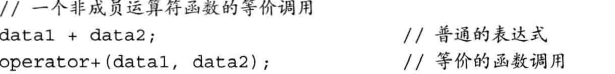 // 一个非成员运算符函数的等价调用
data1 + data2; // 普通的表达式
operator+(data1, data2); // 等价的函数调用